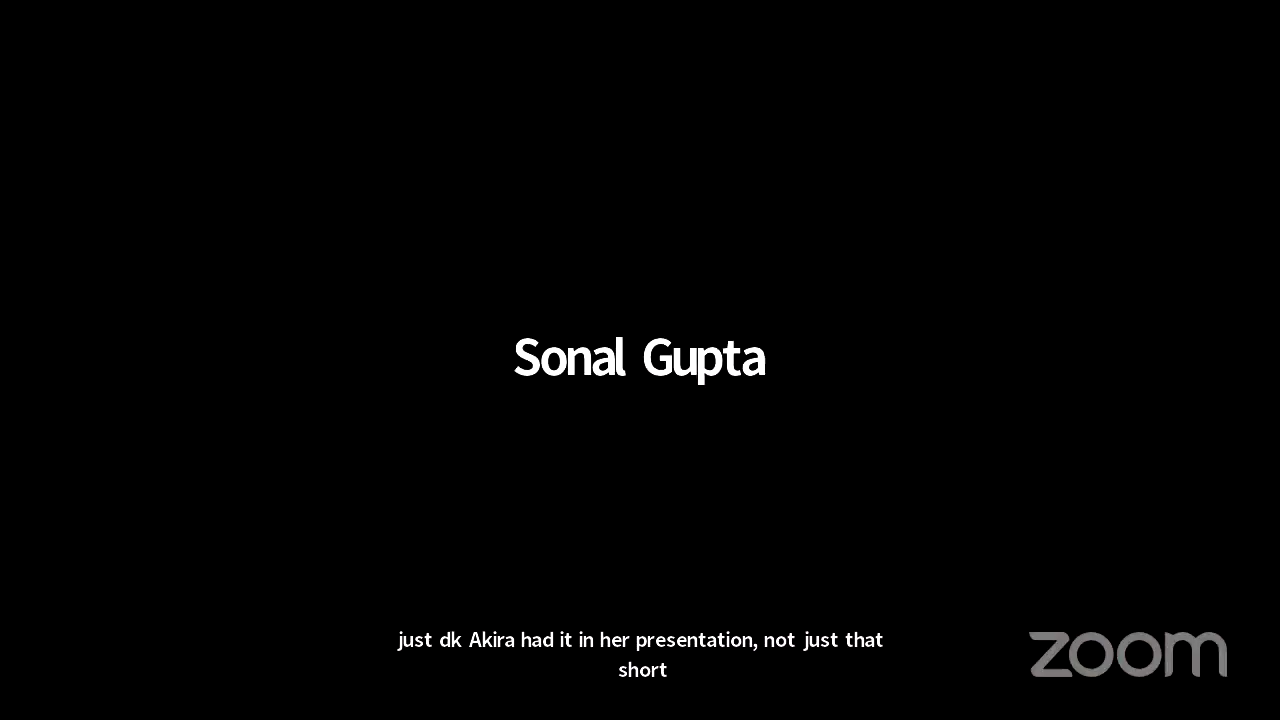 Sonal Gupta
just dk Akira had it in her presentation, not just that
short
zoom